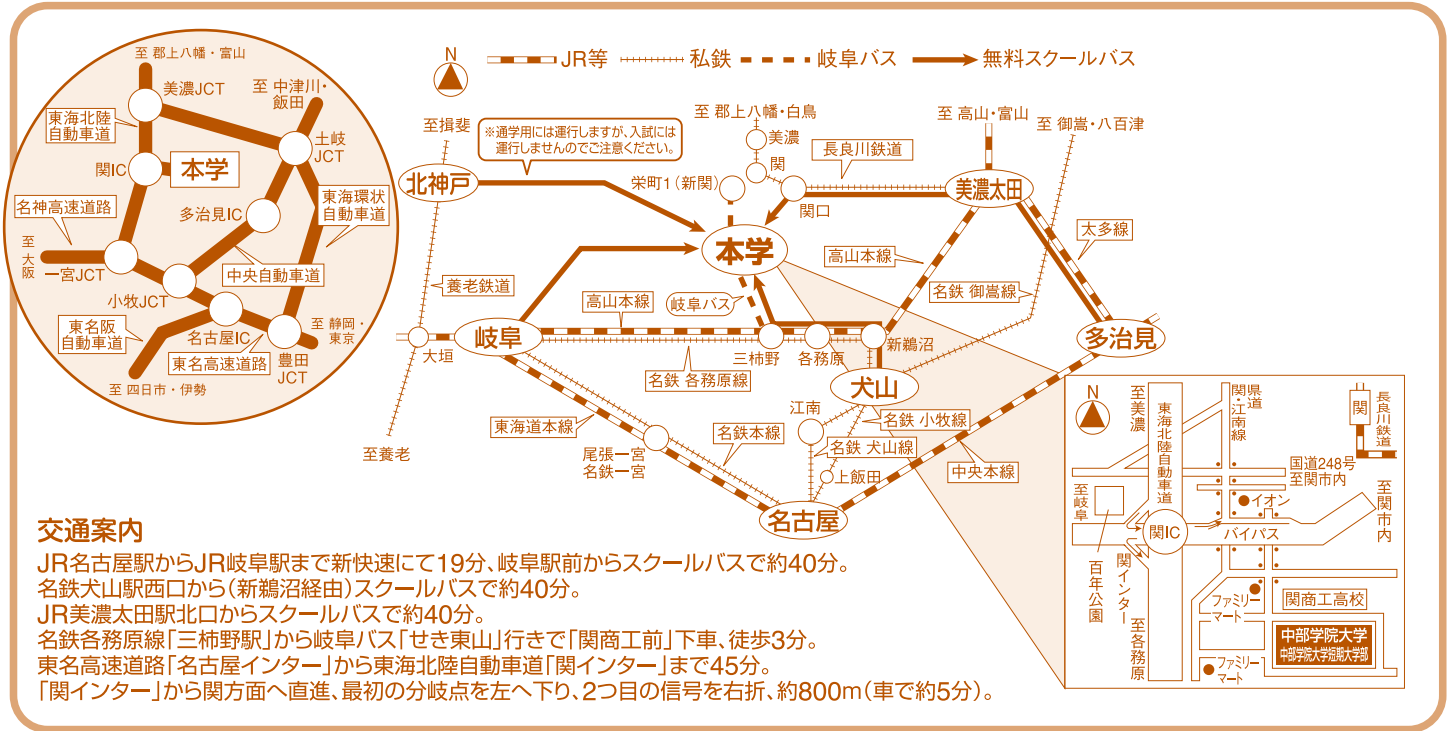 至 郡上八幡・富山
美濃JCT
至 中津川・
飯田
東海北陸
自動車道
土岐
JCT
関IC
本学
名神高速道路
多治見IC
東海環状
自動車道
至
大
阪
一宮JCT
中央自動車道
小牧JCT
東名阪
自動車道
名古屋IC
至 静岡・
東京
東名高速道路
豊田
JCT
至 四日市・伊勢
N
JR等
私鉄
岐阜バス
無料スクールバス
至揖斐
※通学用には運行しますが、入試には
運行しませんのでご注意ください。
至 郡上八幡・白鳥
美濃
関
長良川鉄道
至 高山・富山
至 御嵩・八百津
北神戸
栄町1（新関）
関口
美濃太田
本学
太多線
高山本線
養老鉄道
高山本線
岐阜バス
名鉄 御嵩線
岐阜
大垣
三柿野
各務原
新鵜沼
多治見
名鉄 各務原線
犬山
東海道本線
名鉄本線
江南
名鉄 小牧線
尾張一宮
名鉄一宮
名鉄 犬山線
至養老
上飯田
中央本線
名古屋
N
至美濃
東海北陸自動車道
県道
関・江南線
関
長良川鉄道
国道248号
至関市内
至岐阜
イオン
至関市内
関IC
バイパス
百年公園
関インター
ファミリー
マート
関商工高校
至各務原
中部学院大学
中部学院大学短期大学部
ファミリー
マート
交通案内
JR名古屋駅からJR岐阜駅まで新快速にて19分、岐阜駅前からスクールバスで約40分。
名鉄犬山駅西口から（新鵜沼経由）スクールバスで約40分。
JR美濃太田駅北口からスクールバスで約40分。
名鉄各務原線「三柿野駅」から岐阜バス「せき東山」行きで「関商工前」下車、徒歩3分。
東名高速道路「名古屋インター」から東海北陸自動車道「関インター」まで45分。
「関インター」から関方面へ直進、最初の分岐点を左へ下り、2つ目の信号を右折、約800m（車で約5分）。